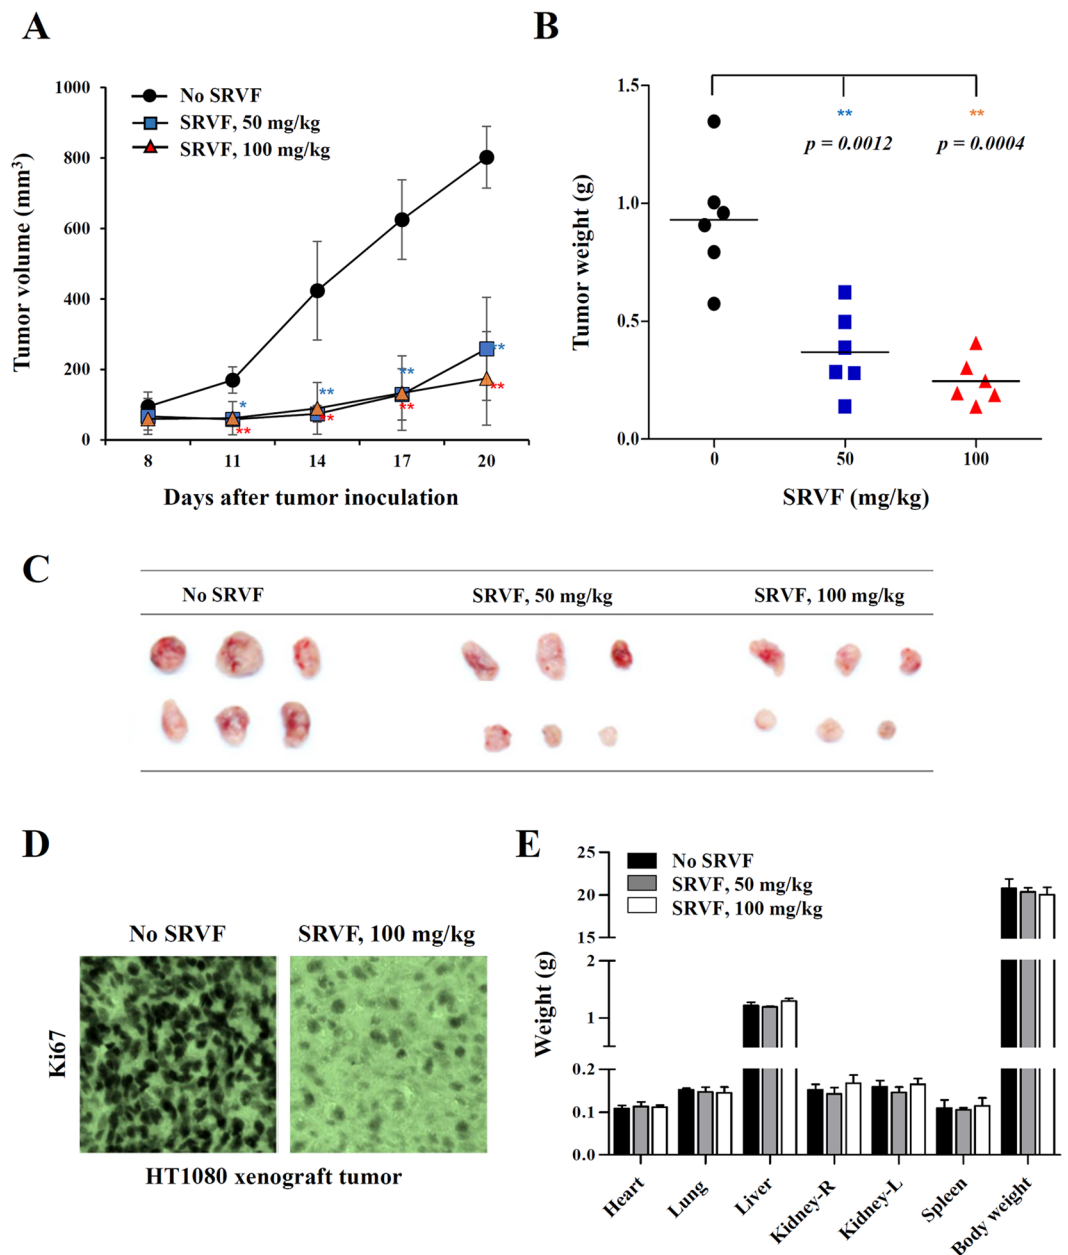 A
Tumor volume (mm³)
1000
800
600
400
200
0
No SRVF
SRVF, 50 mg/kg
SRVF, 100 mg/kg
*
**
**
**
**
**
**
**
8
11
14
17
20
Days after tumor inoculation
B
Tumor weight (g)
1.5
1.0
0.5
0.0
** **
p = 0.0012 p = 0.0004
0
50
100
SRVF (mg/kg)
C
No SRVF
SRVF, 50 mg/kg
SRVF, 100 mg/kg
D
No SRVF
SRVF, 100 mg/kg
Ki67
HT1080 xenograft tumor
E
Weight (g)
25
20
15
2
1
0.2
0.1
0.0
No SRVF
SRVF, 50 mg/kg
SRVF, 100 mg/kg
Heart
Lung
Liver
Kidney-R
Kidney-L
Spleen
Body weight